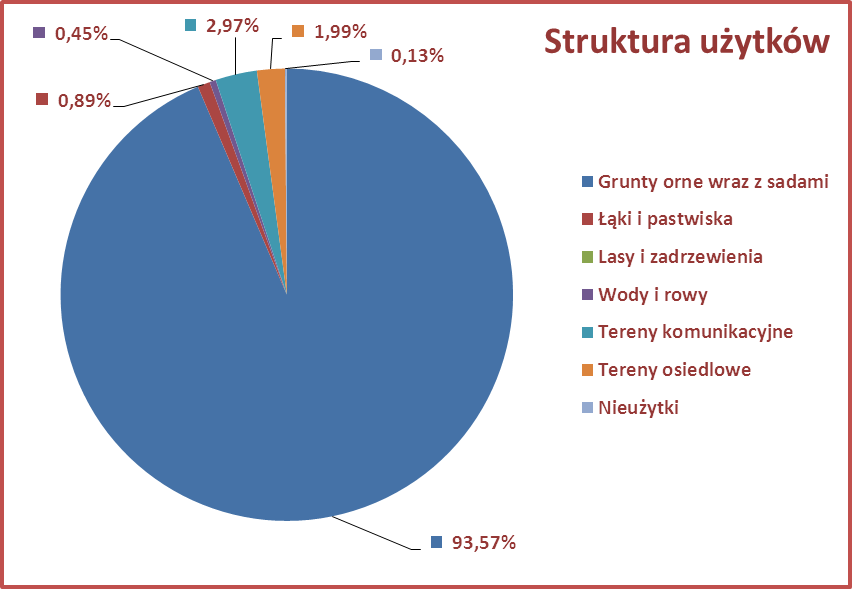 Struktura użytków
0,45%
2,97%
1,99%
0,13%
0,89%
93,57%
Grunty orne wraz z sadami
Łąki i pastwiska
Lasy i zadrzewienia
Wody i rowy
Tereny komunikacyjne
Tereny osiedlowe
Nieużytki